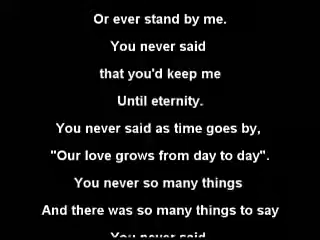 Or ever stand by me.
You never said
that you'd keep me
Until eternity.
You never said as time goes by,
"Our love grows from day to day".
You never so many things
And there was so many things to say
You never said